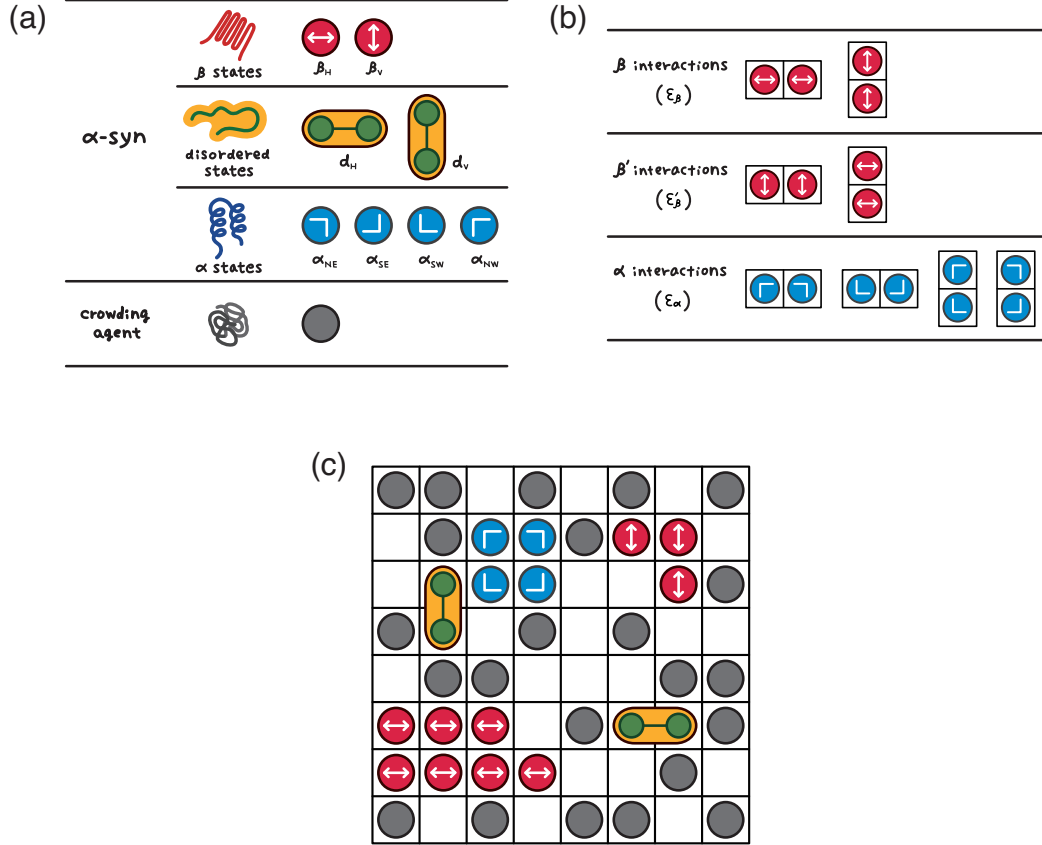 (a)
β states
β_H
β_V
α-syn
disordered
states
d_H
d_V
α states
α_NE
α_SE
α_SW
α_NW
crowding
agent
(b)
β interactions
(ε_β)
β′ interactions
(ε′_β)
α interactions
(ε_α)
(c)